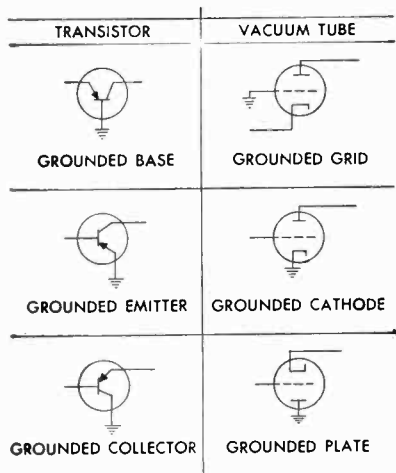 TRANSISTOR VACUUM TUBE
GROUNDED BASE GROUNDED GRID
GROUNDED EMITTER GROUNDED CATHODE
GROUNDED COLLECTOR GROUNDED PLATE